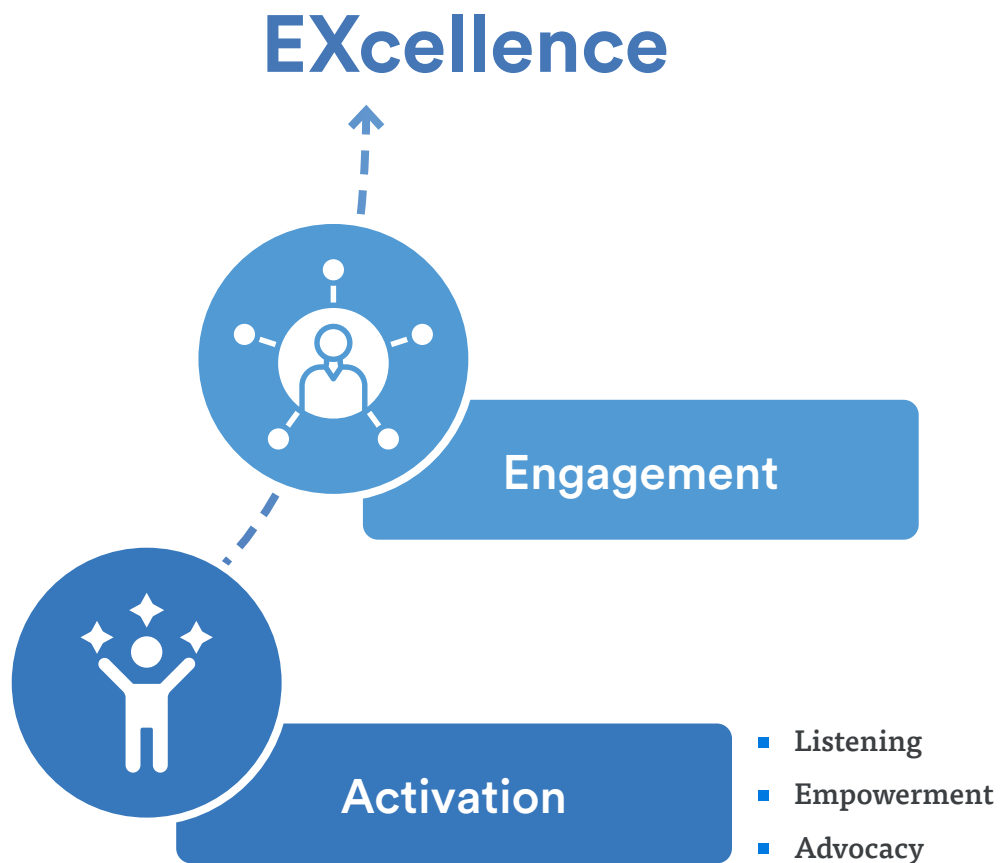 EXcellence
Engagement
Activation
Listening
Empowerment
Advocacy